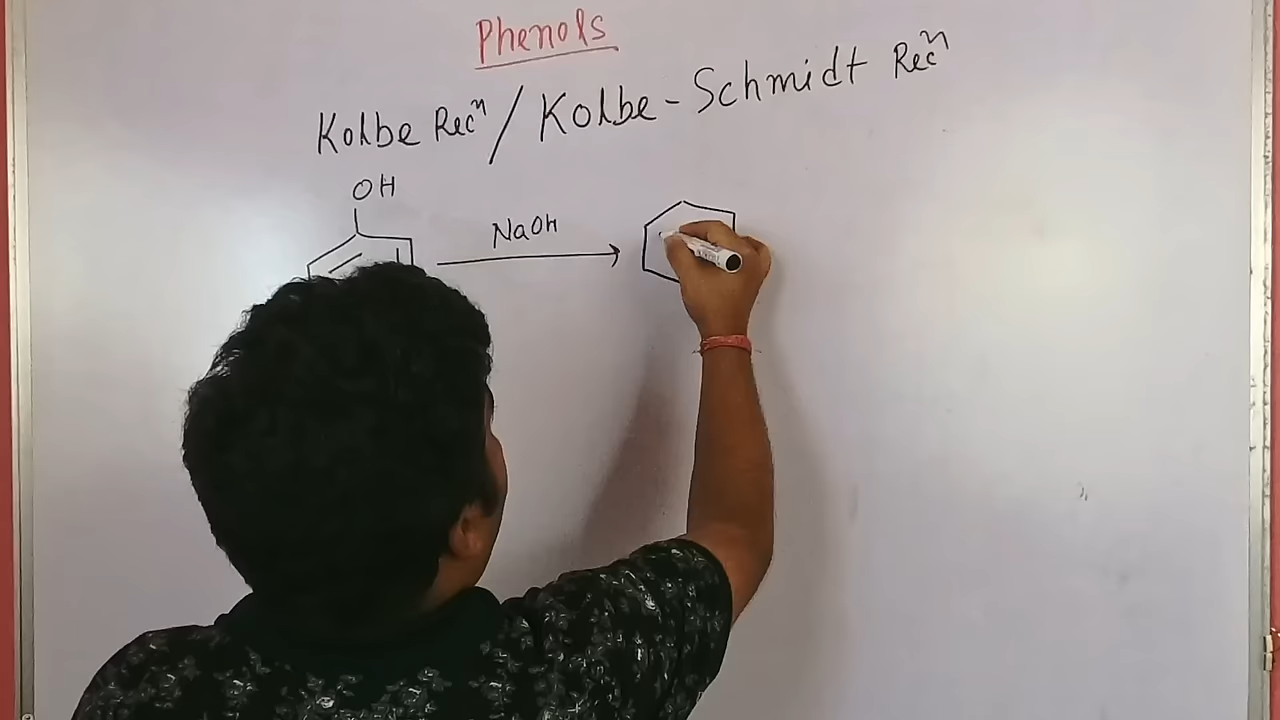 Phenols
Kolbe Recⁿ / Kolbe-Schmidt Recⁿ
OH
NaOh